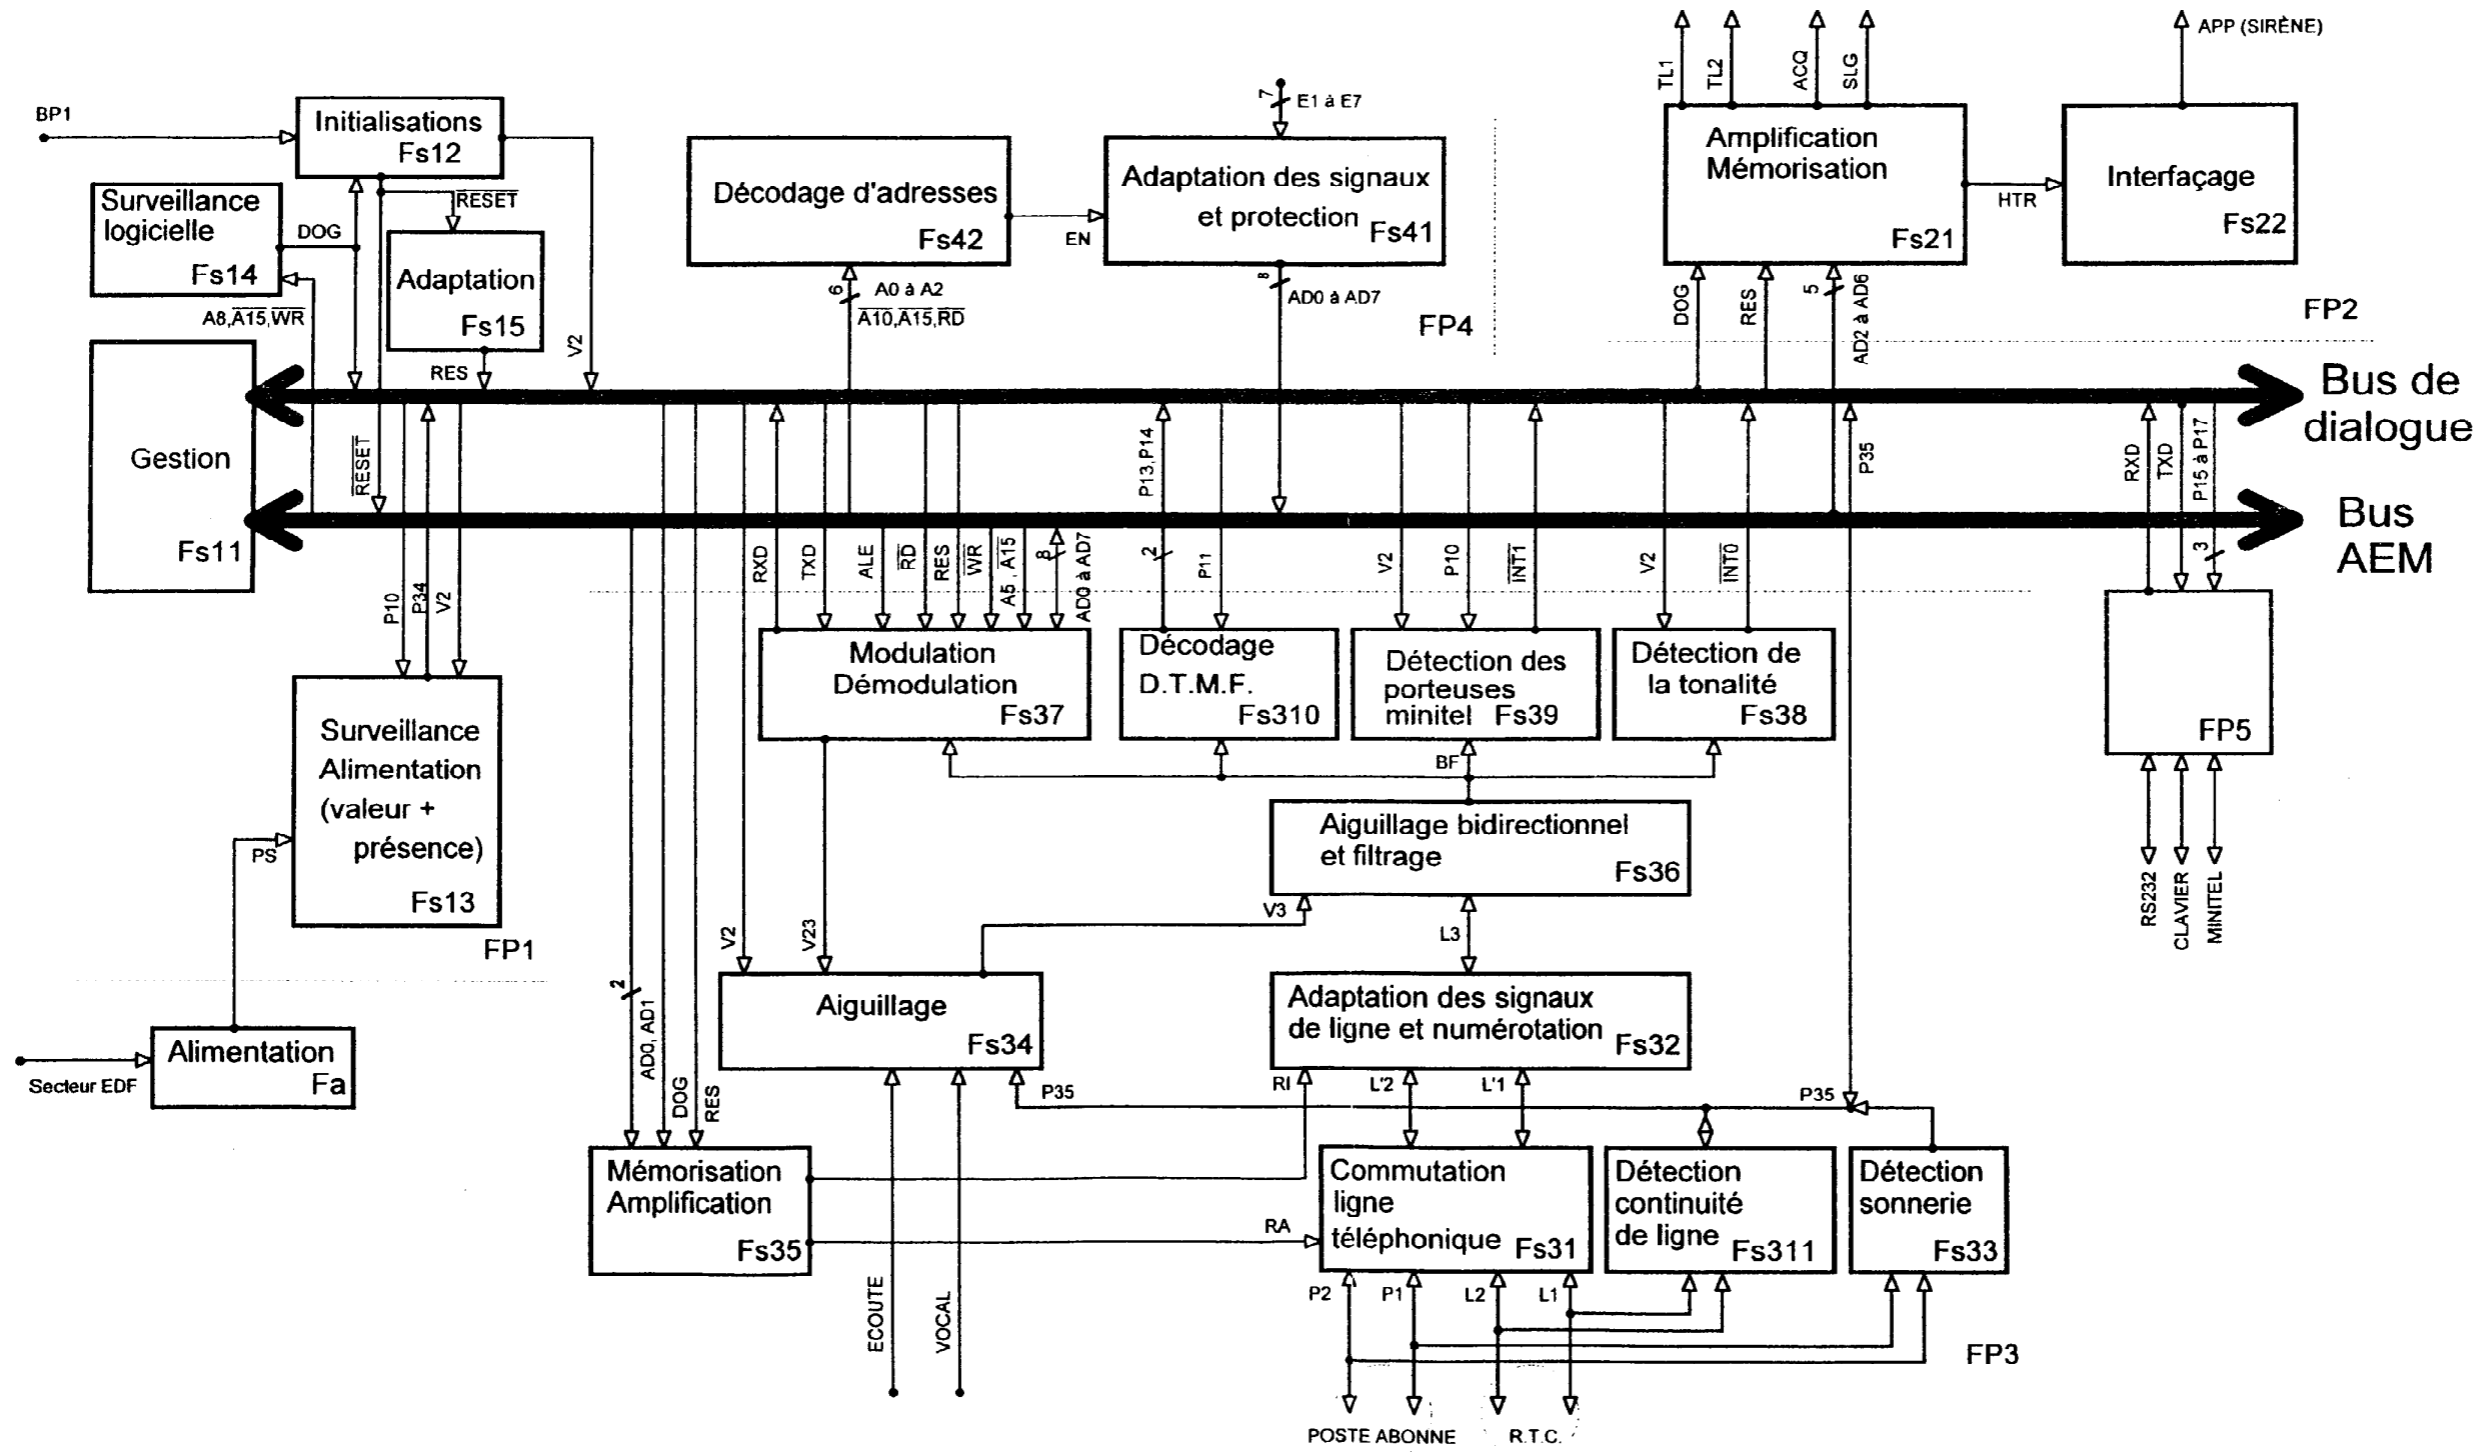 TL1
TL2
ACQ
SLG
APP (SIRÈNE)
BP1
Initialisations
Fs12
7
E1 à E7
Amplification
Mémorisation
Fs21
HTR
Interfaçage
Fs22
Surveillance
logicielle
Fs14
DOG
RESET
Adaptation
Fs15
V2
RES
A8,A15,WR
Décodage d'adresses
Fs42
EN
Adaptation des signaux
et protection
Fs41
6
A0 à A2
A10,A15,RD
8
AD0 à AD7
FP4
DOG
RES
5
AD2 à AD6
FP2
Bus de
dialogue
Gestion
Fs11
RESET
P13,P14
P35
RXD
TXD
P15 à P17
3
Bus
AEM
P10
P34
V2
RXD
TXD
ALE
RD
RES
WR
A5 , A15
8
AD0 à AD7
2
P11
V2
P10
INT1
V2
INT0
Modulation
Démodulation
Fs37
Décodage
D.T.M.F.
Fs310
Détection des
porteuses
minitel Fs39
Détection de
la tonalité
Fs38
FP5
Surveillance
Alimentation
(valeur +
présence)
Fs13
PS
FP1
BF
Aiguillage bidirectionnel
et filtrage
Fs36
RS232
CLAVIER
MINITEL
V3
L3
V2
V23
2
AD0, AD1
DOG
RES
Aiguillage
Fs34
Adaptation des signaux
de ligne et numérotation
Fs32
Alimentation
Fa
Secteur EDF
P35
RI
L'2
L'1
P35
Mémorisation
Amplification
Fs35
RA
Commutation
ligne
téléphonique
Fs31
Détection
continuité
de ligne
Fs311
Détection
sonnerie
Fs33
ECOUTE
VOCAL
P2
P1
L2
L1
FP3
POSTE ABONNE
R.T.C.